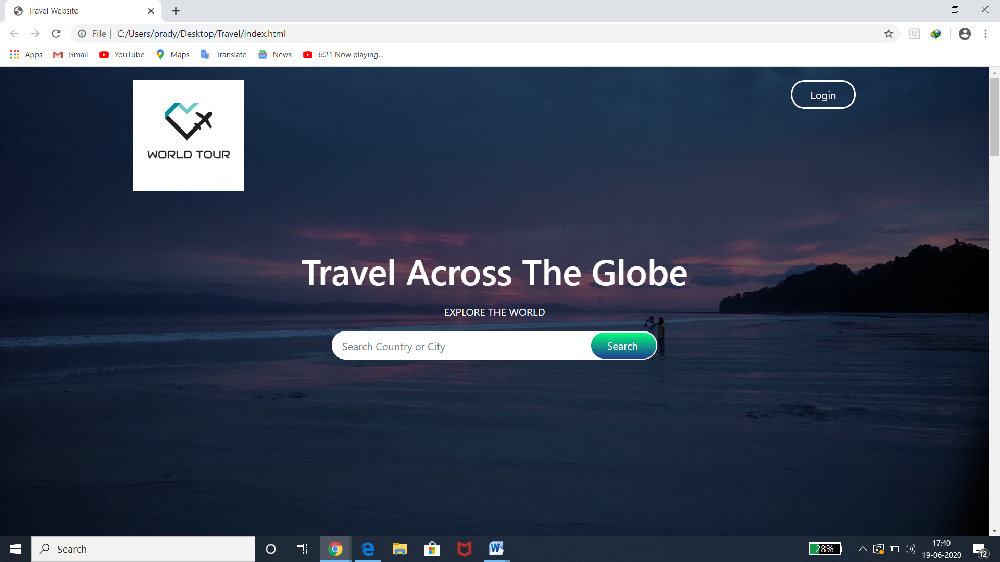 Travel Website
File | C:/Users/prady/Desktop/Travel/index.html
Apps Gmail YouTube Maps Translate News 6:21 Now playing...
WORLD TOUR
Login
Travel Across The Globe
EXPLORE THE WORLD
Search Country or City
Search
Search
28%
17:40
19-06-2020
12